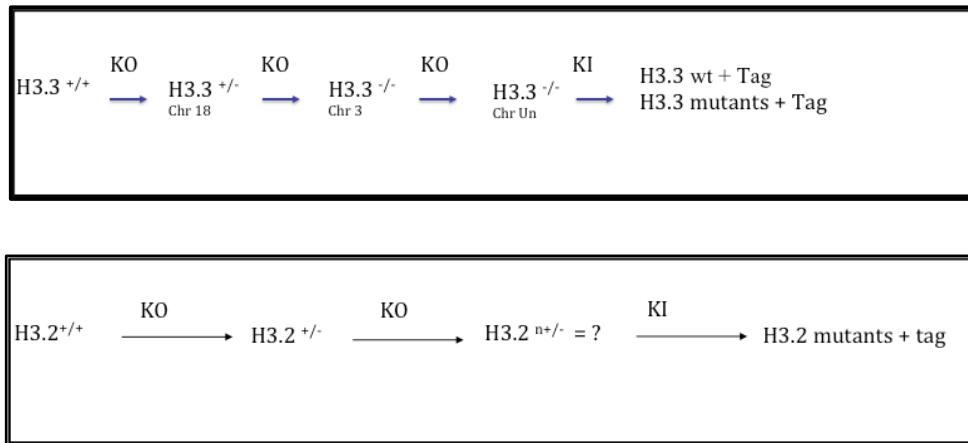 KO KO KO KI
H3.3 +/+ H3.3 +/- H3.3 -/- H3.3 -/- H3.3 wt + Tag
Chr 18 Chr 3 Chr Un H3.3 mutants + Tag
KO KO KI
H3.2+/+ H3.2 +/- H3.2 n+/- = ? H3.2 mutants + tag